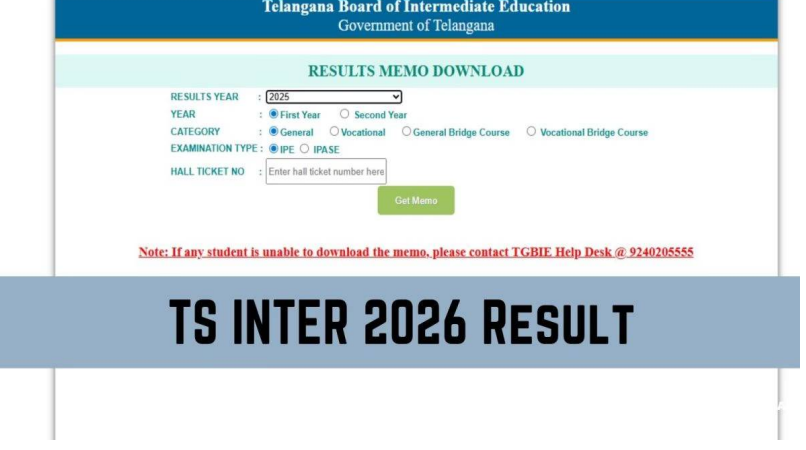 Telangana Board of Intermediate Education
Government of Telangana
RESULTS MEMO DOWNLOAD
RESULTS YEAR : 2025
YEAR : First Year Second Year
CATEGORY : General Vocational General Bridge Course Vocational Bridge Course
EXAMINATION TYPE : IPE IPASE
HALL TICKET NO : Enter hall ticket number here
Get Memo
Note: If any student is unable to download the memo, please contact TGBIE Help Desk @ 9240205555
TS INTER 2026 RESULT